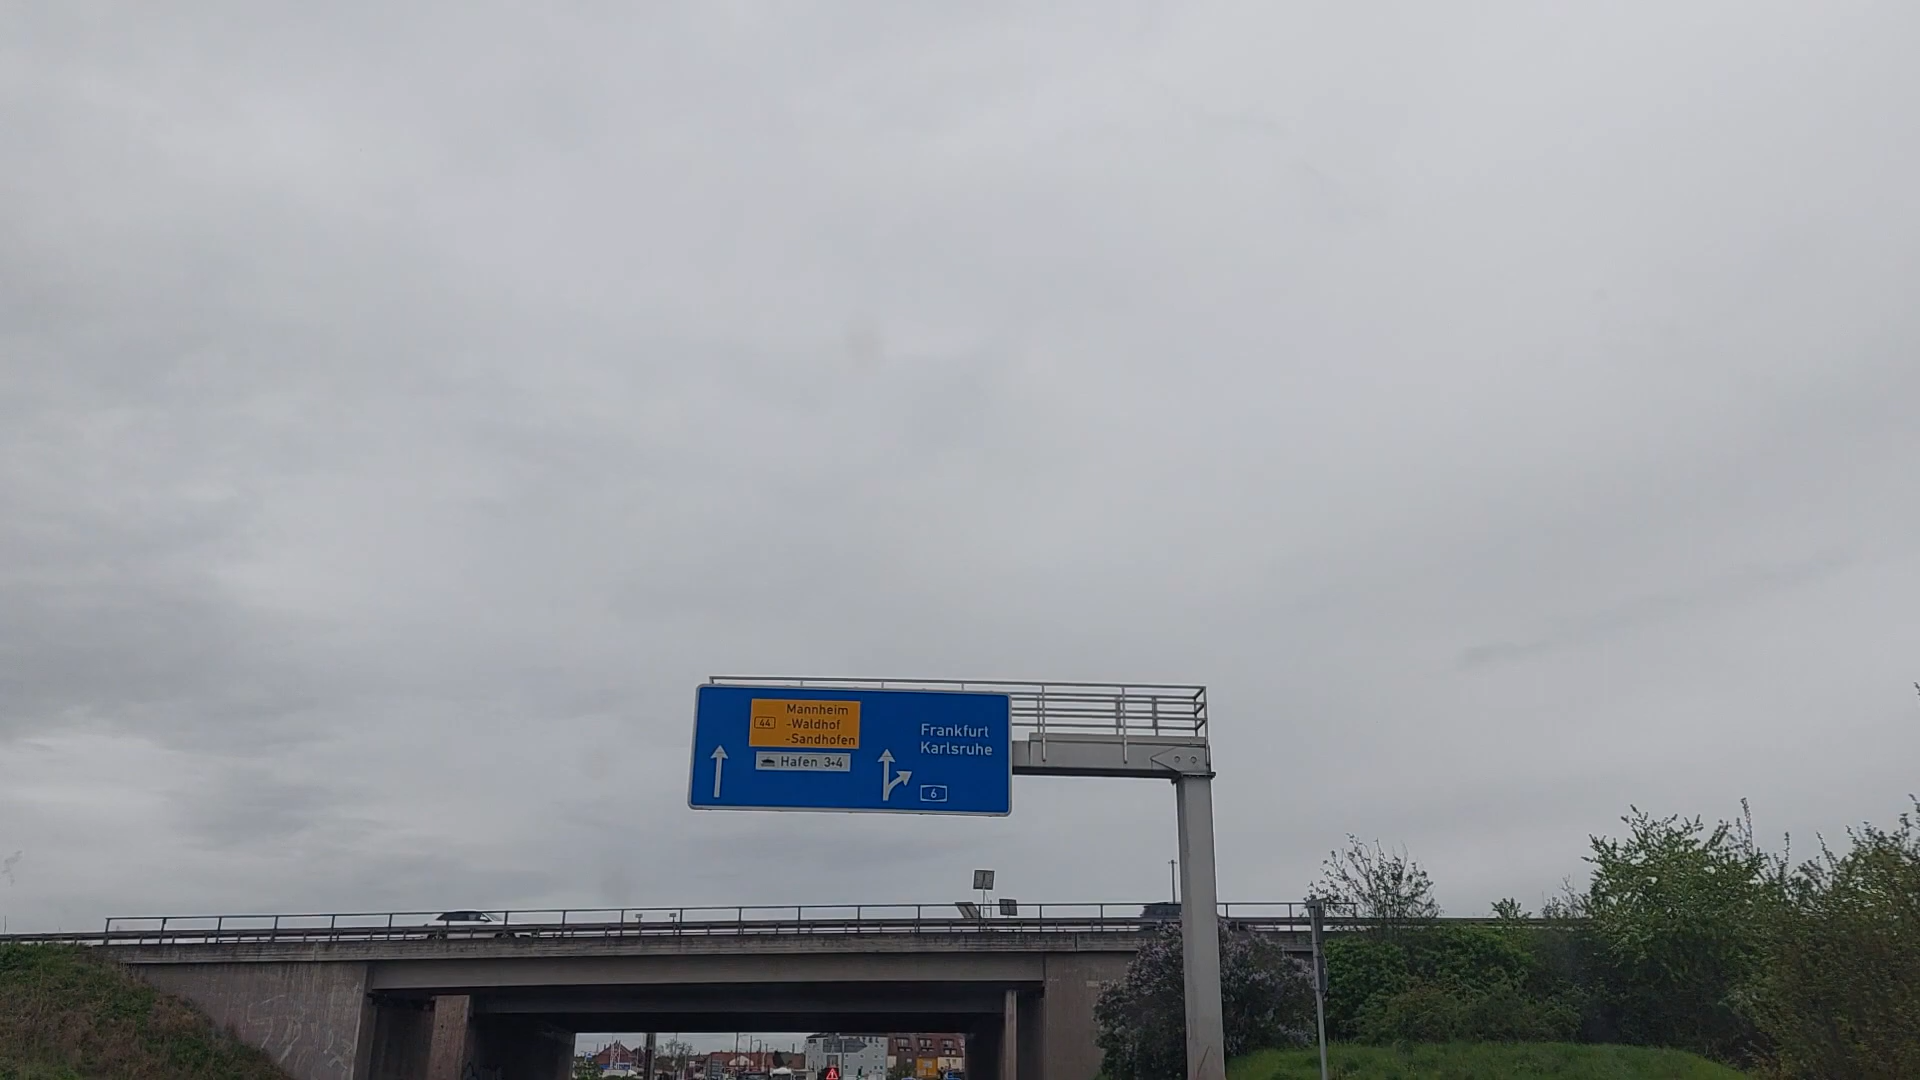 Mannheim
44 -Waldhof
-Sandhofen
Hafen 3+4
Frankfurt
Karlsruhe
6